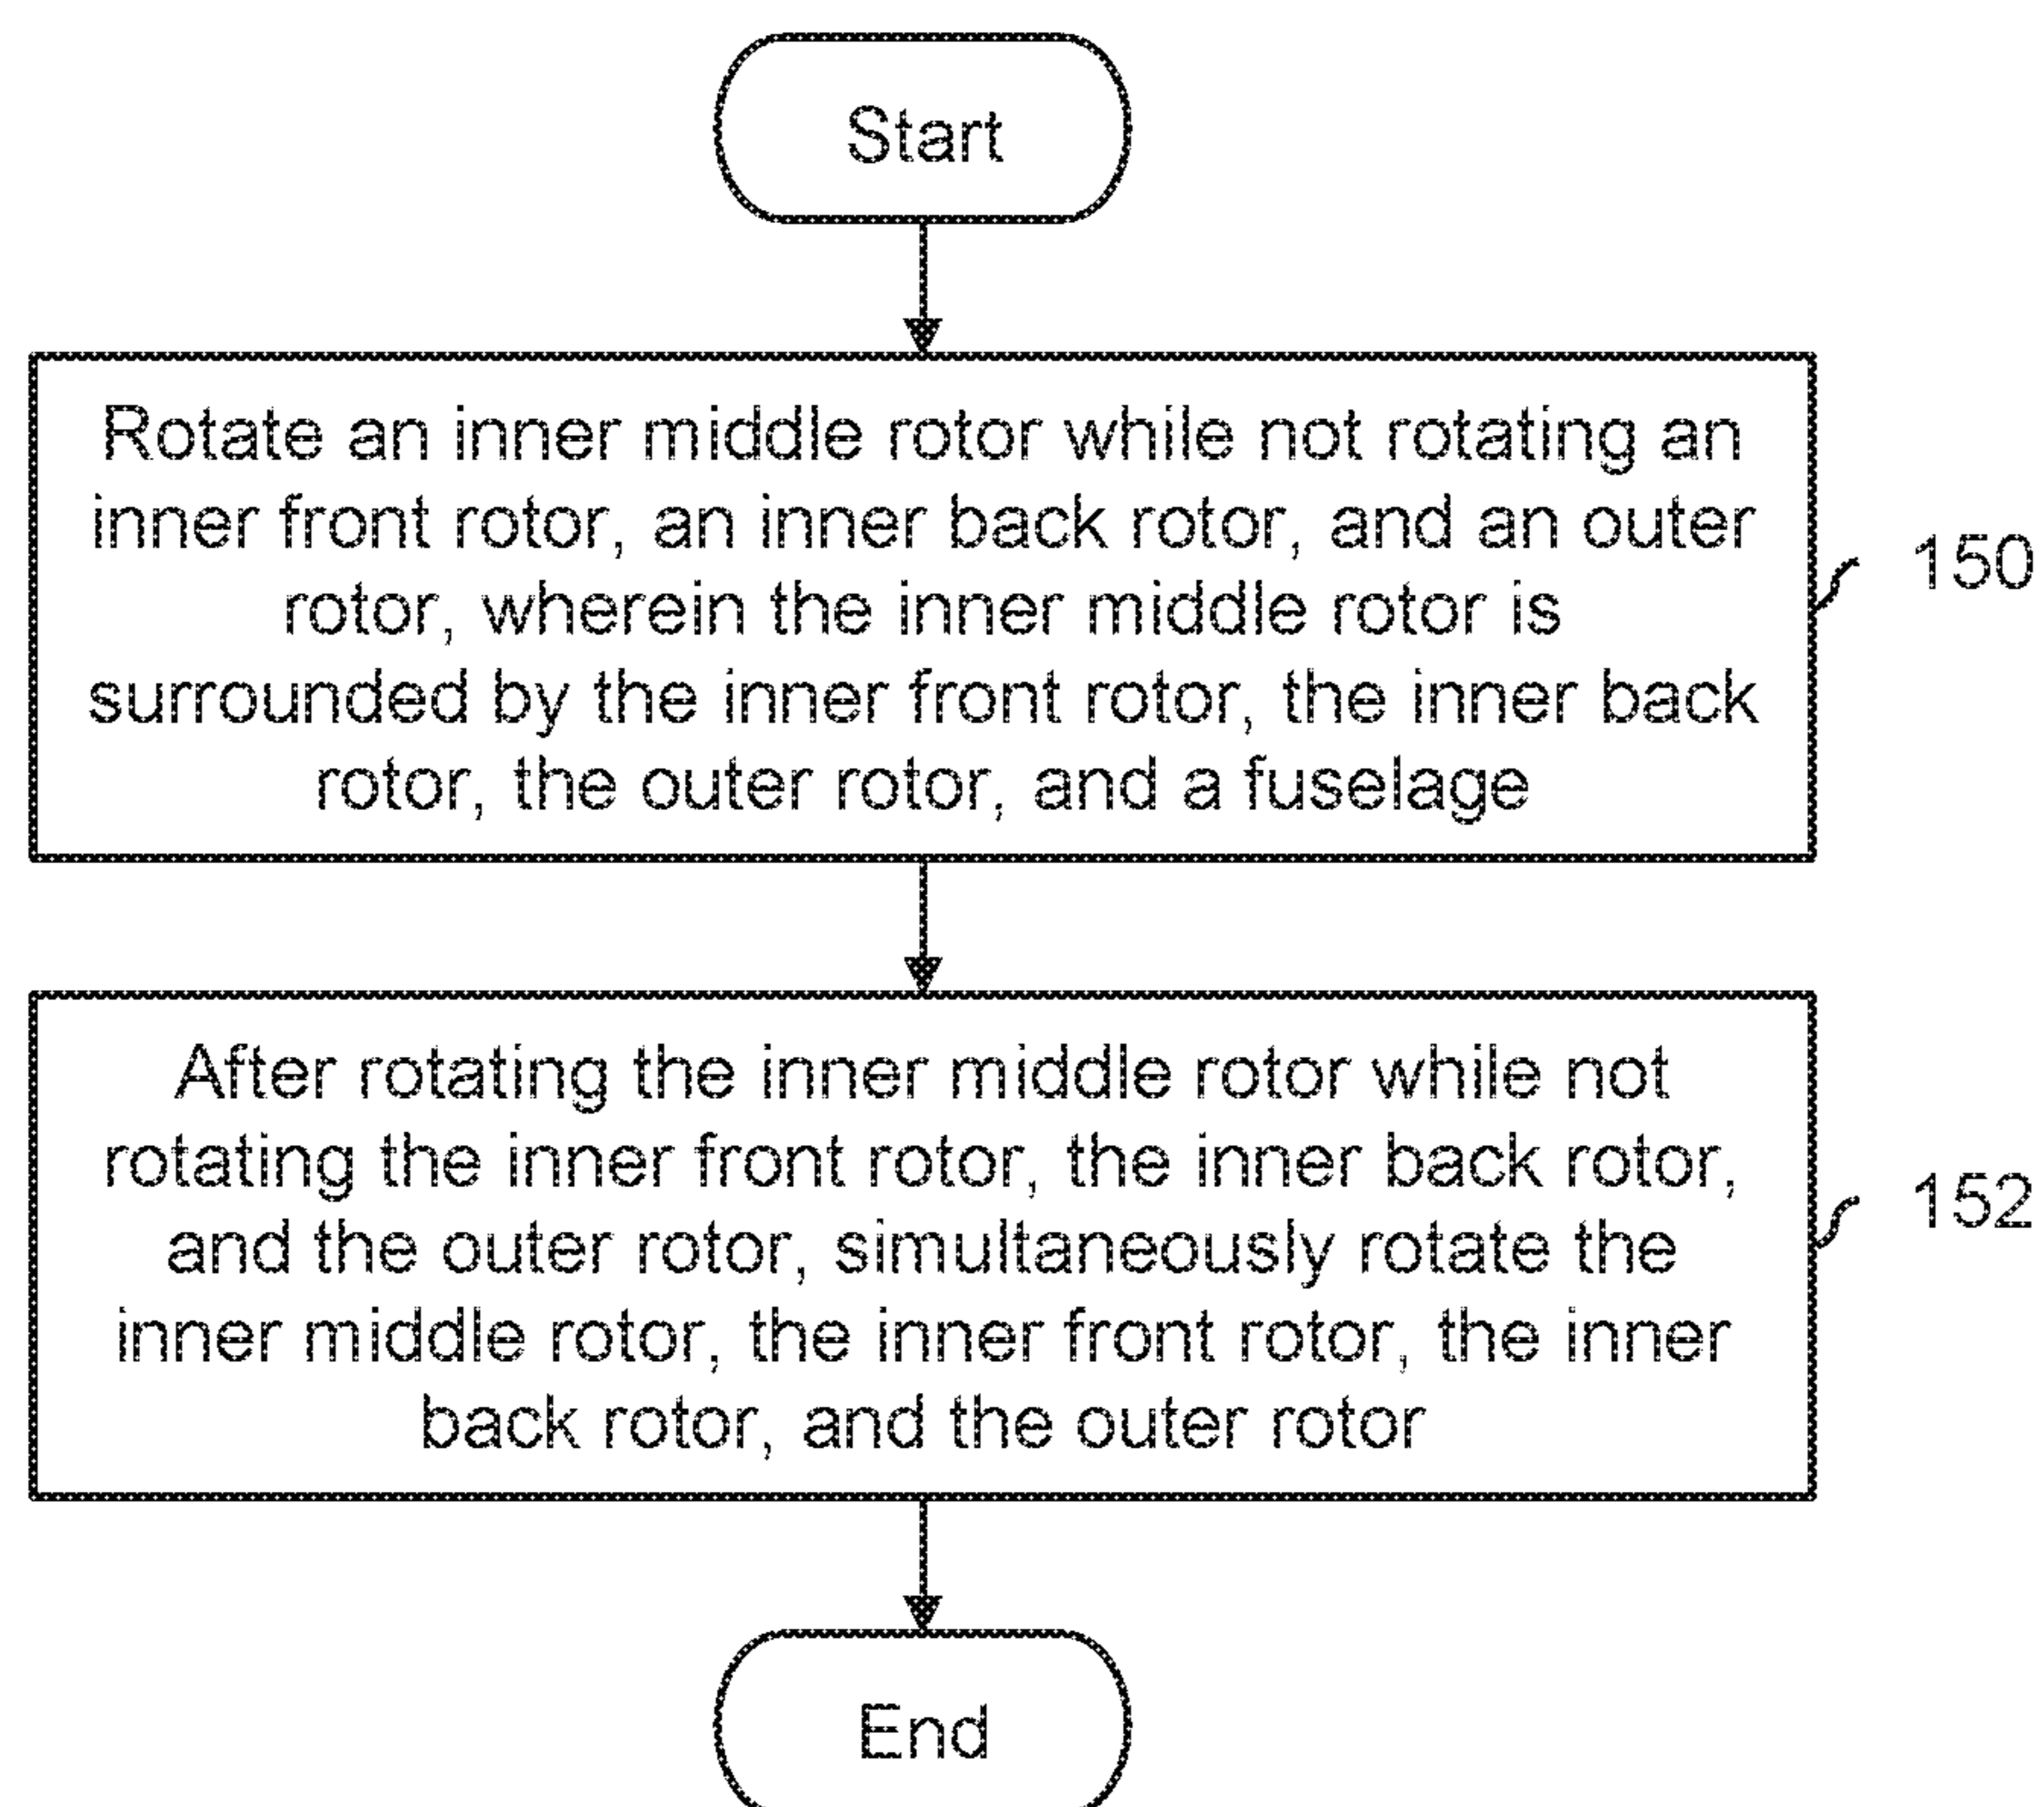 Start
Rotate an inner middle rotor while not rotating an
inner front rotor, an inner back rotor, and an outer
rotor, wherein the inner middle rotor is
surrounded by the inner front rotor, the inner back
rotor, the outer rotor, and a fuselage
150
After rotating the inner middle rotor while not
rotating the inner front rotor, the inner back rotor,
and the outer rotor, simultaneously rotate the
inner middle rotor, the inner front rotor, the inner
back rotor, and the outer rotor
152
End